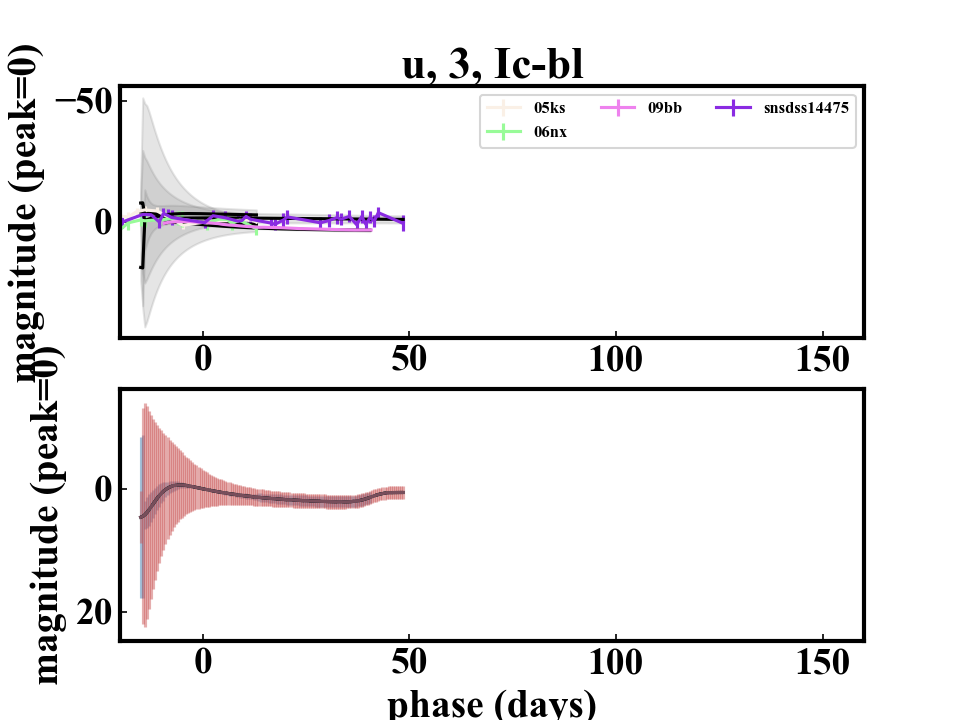 u, 3, Ic-bl
magnitude (peak=0)
−50
0
05ks
09bb
snsdss14475
06nx
0
50
100
150
magnitude (peak=0)
0
20
0
50
100
150
phase (days)